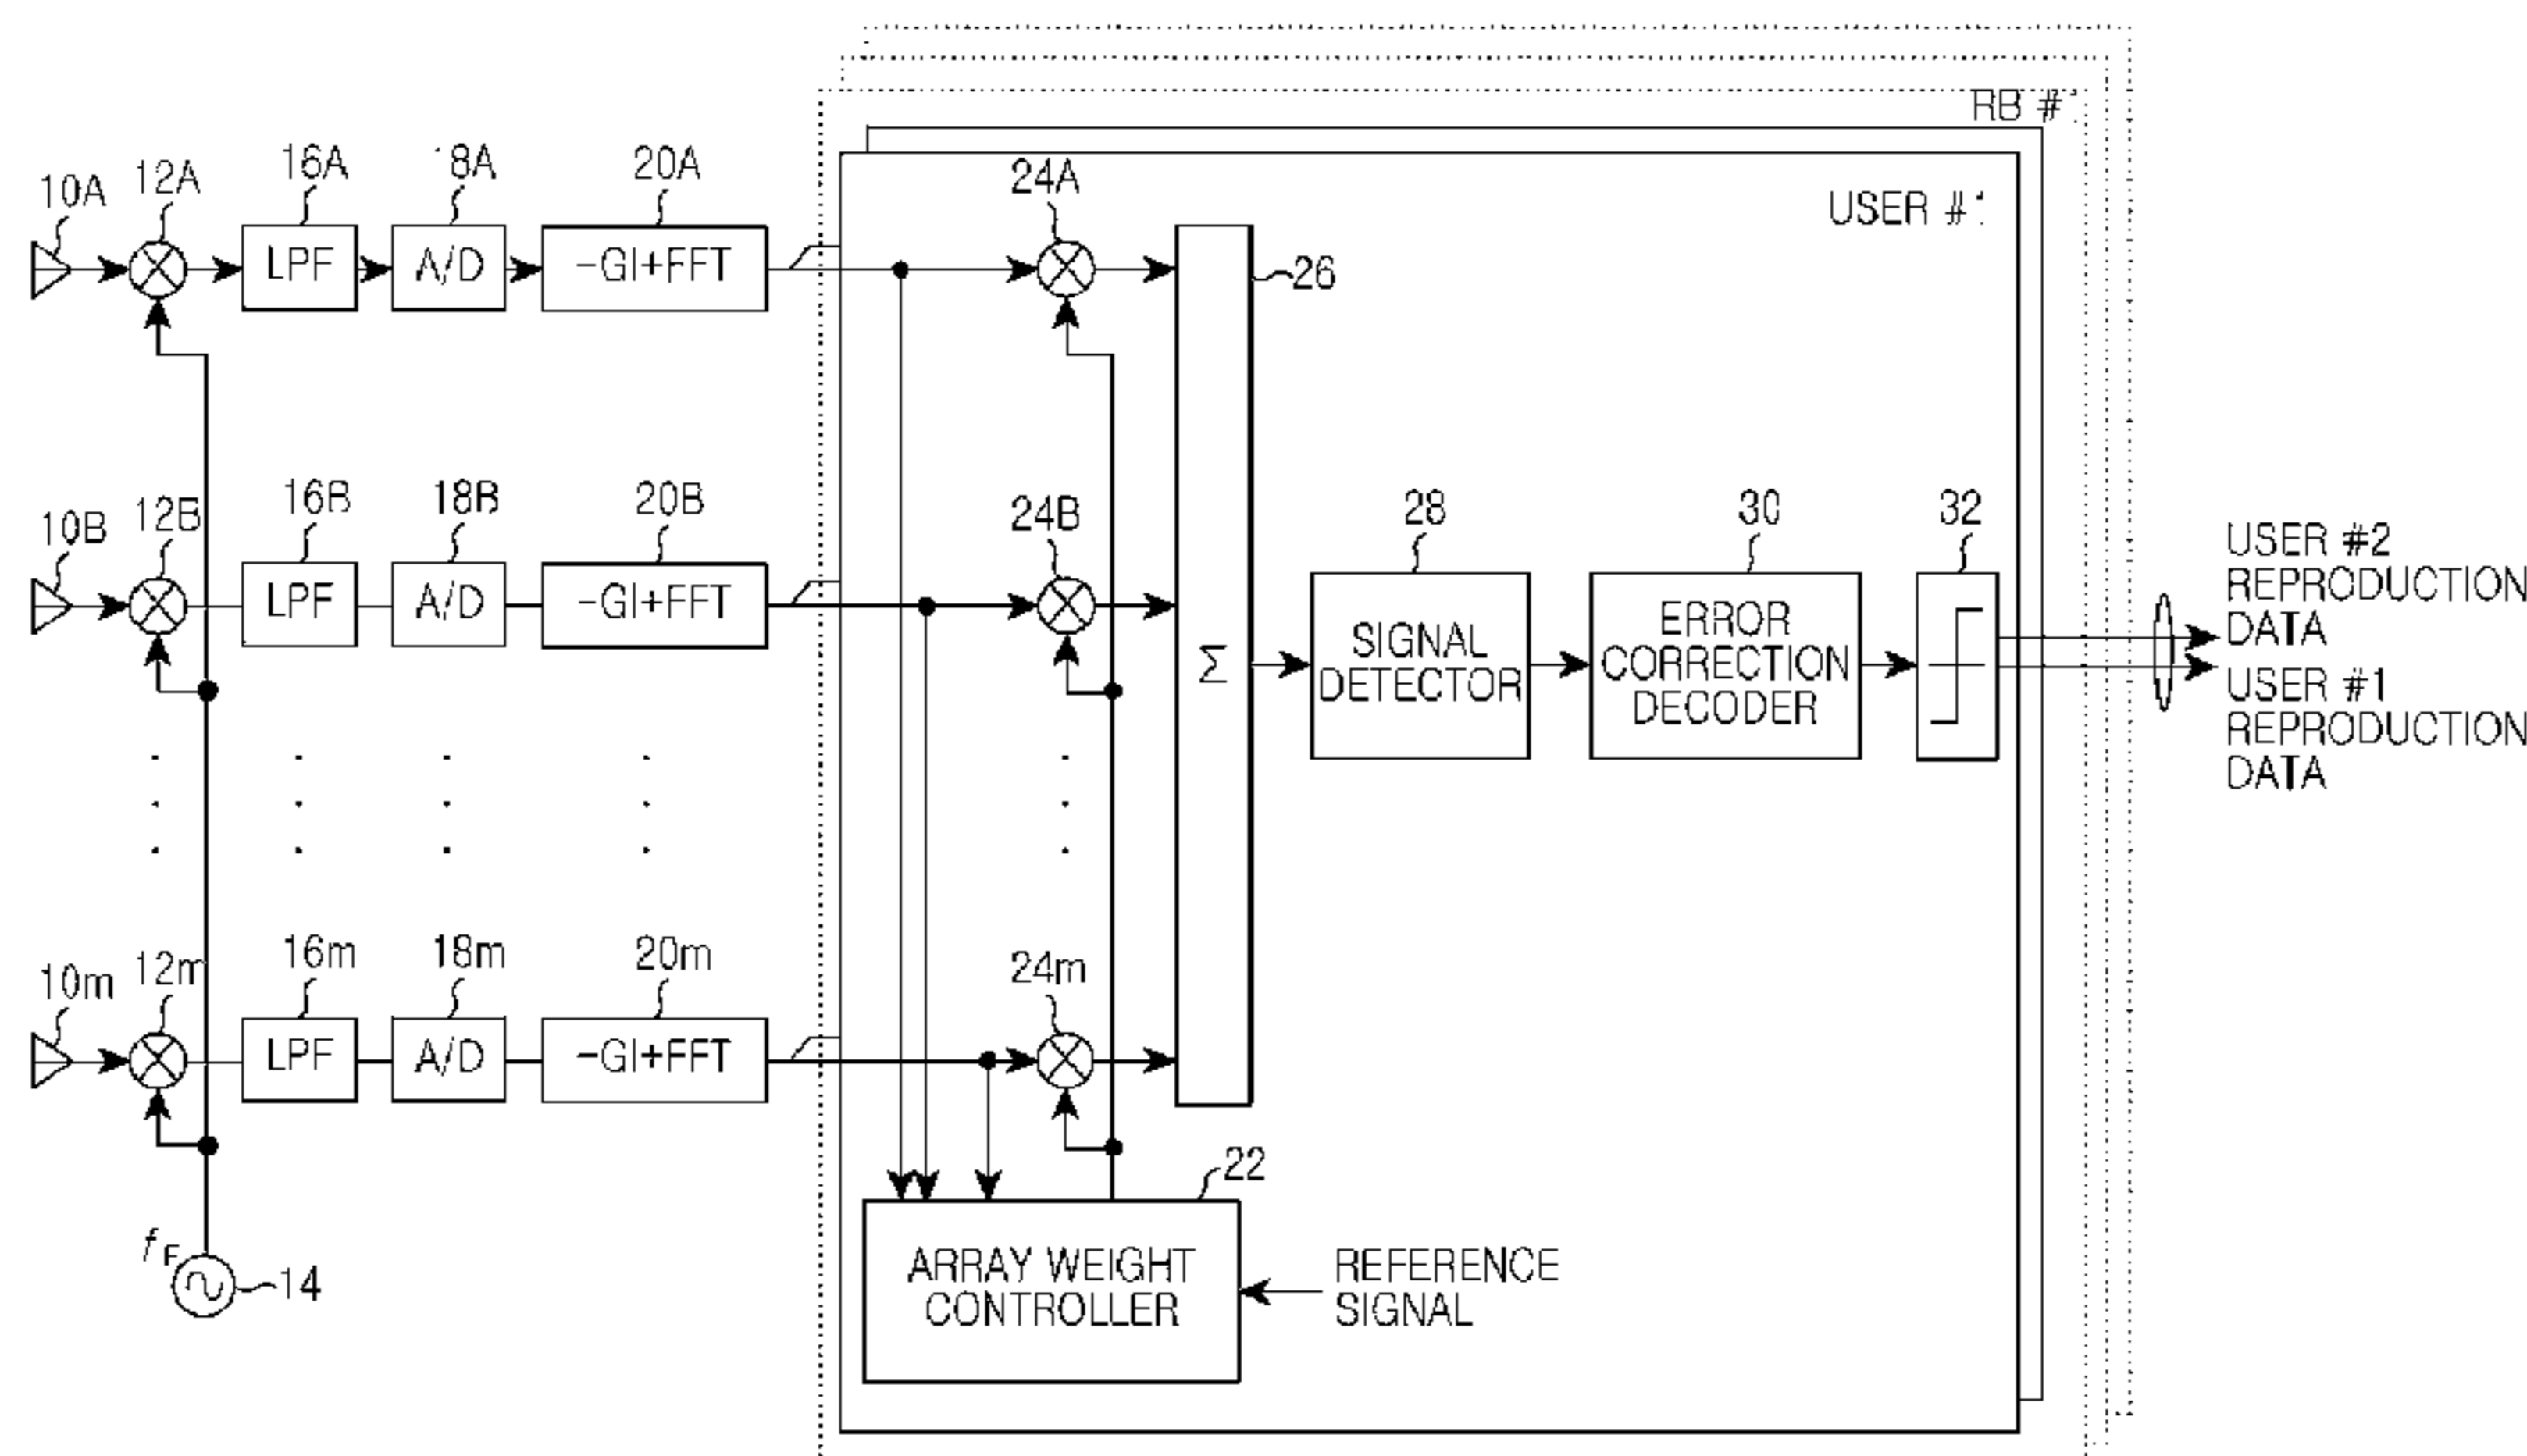 RB #
USER #1
10A
12A
16A
18A
20A
24A
LPF
A/D
-GI+FFT
26
10B
12B
16B
18B
20B
24B
LPF
A/D
-GI+FFT
Σ
28
SIGNAL
DETECTOR
30
ERROR
CORRECTION
DECODER
32
USER #2
REPRODUCTION
DATA
USER #1
REPRODUCTION
DATA
10m
12m
16m
18m
20m
24m
LPF
A/D
-GI+FFT
14
22
ARRAY WEIGHT
CONTROLLER
REFERENCE
SIGNAL